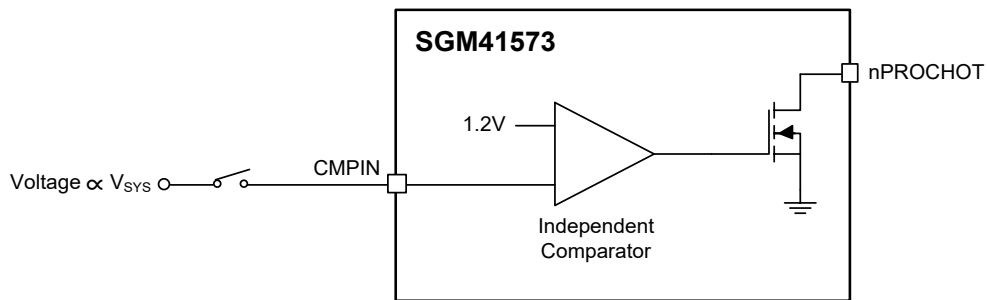 SGM41573
nPROCHOT
1.2V
CMPIN
Voltage ∝ VSYS
Independent
Comparator